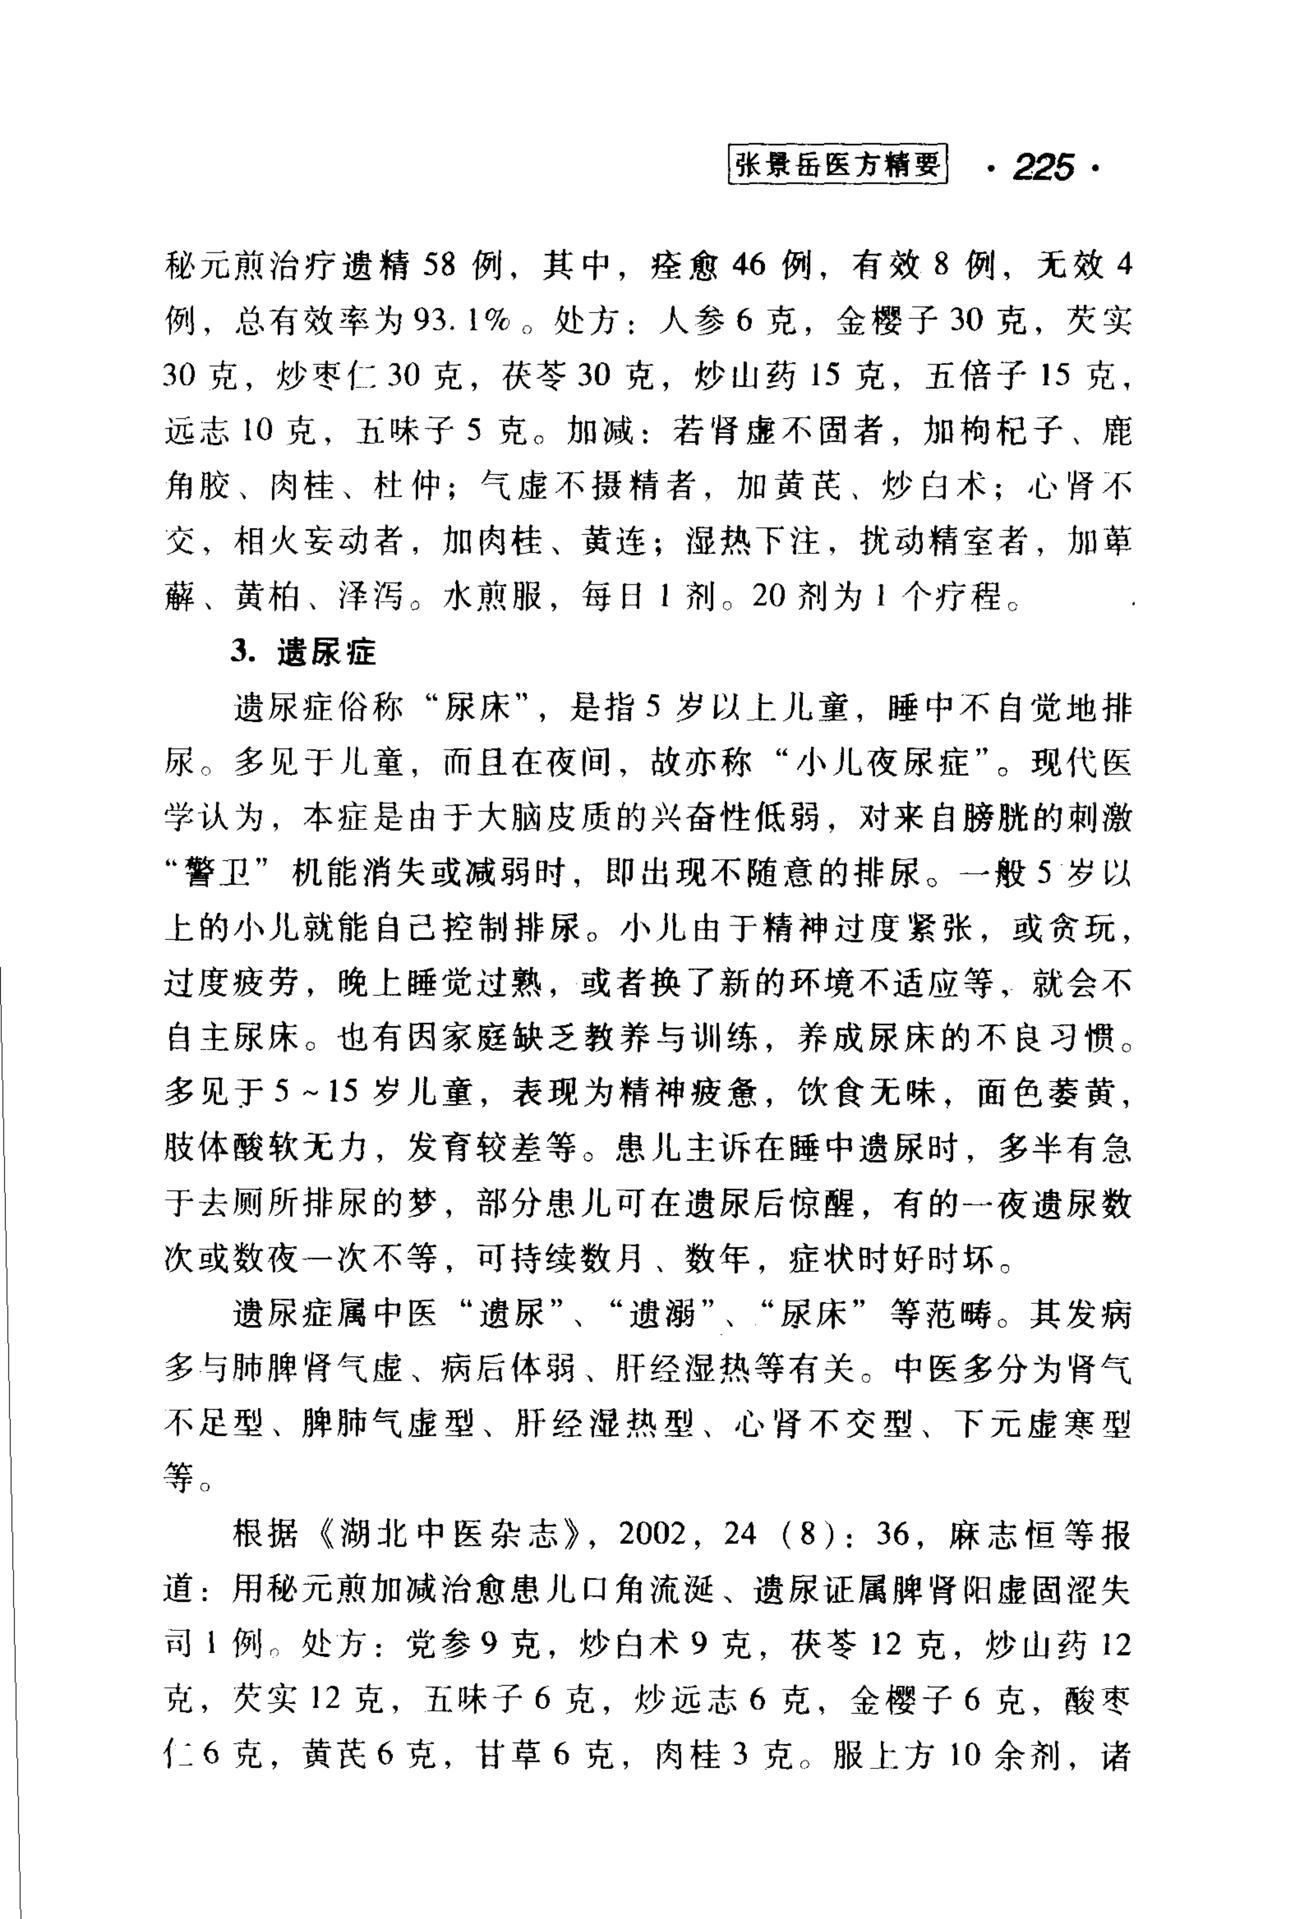 张景岳医方精要 · 225 ·
秘元煎治疗遗精 58 例，其中，痊愈 46 例，有效 8 例，无效 4
例，总有效率为 93.1%。处方：人参 6 克，金樱子 30 克，芡实
30 克，炒枣仁 30 克，茯苓 30 克，炒山药 15 克，五倍子 15 克，
远志 10 克，五味子 5 克。加减：若肾虚不固者，加枸杞子、鹿
角胶、肉桂、杜仲；气虚不摄精者，加黄芪、炒白术；心肾不
交，相火妄动者，加肉桂、黄连；湿热下注，扰动精室者，加萆
薢、黄柏、泽泻。水煎服，每日 1 剂。20 剂为 1 个疗程。
3. 遗尿症
遗尿症俗称“尿床”，是指 5 岁以上儿童，睡中不自觉地排
尿。多见于儿童，而且在夜间，故亦称“小儿夜尿症”。现代医
学认为，本症是由于大脑皮质的兴奋性低弱，对来自膀胱的刺激
“警卫”机能消失或减弱时，即出现不随意的排尿。一般 5 岁以
上的小儿就能自己控制排尿。小儿由于精神过度紧张，或贪玩，
过度疲劳，晚上睡觉过熟，或者换了新的环境不适应等，就会不
自主尿床。也有因家庭缺乏教养与训练，养成尿床的不良习惯。
多见于 5～15 岁儿童，表现为精神疲惫，饮食无味，面色萎黄，
肢体酸软无力，发育较差等。患儿主诉在睡中遗尿时，多半有急
于去厕所排尿的梦，部分患儿可在遗尿后惊醒，有的一夜遗尿数
次或数夜一次不等，可持续数月、数年，症状时好时坏。
遗尿症属中医“遗尿”、“遗溺”、“尿床”等范畴。其发病
多与肺脾肾气虚、病后体弱、肝经湿热等有关。中医多分为肾气
不足型、脾肺气虚型、肝经湿热型、心肾不交型、下元虚寒型
等。
根据《湖北中医杂志》，2002，24（8）：36，麻志恒等报
道：用秘元煎加减治愈患儿口角流涎、遗尿证属脾肾阳虚固涩失
司 1 例。处方：党参 9 克，炒白术 9 克，茯苓 12 克，炒山药 12
克，芡实 12 克，五味子 6 克，炒远志 6 克，金樱子 6 克，酸枣
仁 6 克，黄芪 6 克，甘草 6 克，肉桂 3 克。服上方 10 余剂，诸